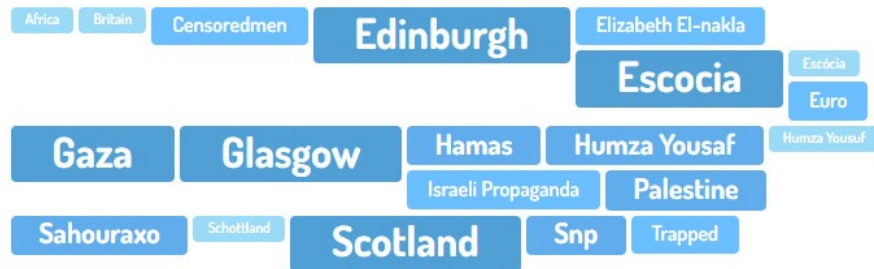 Africa Britain Censoredmen Edinburgh Elizabeth El-nakla
Escocia Escócia
Euro
Gaza Glasgow Hamas Humza Yousaf Humza Yousuf
Israeli Propaganda Palestine
Sahouraxo Schottland Scotland Snp Trapped